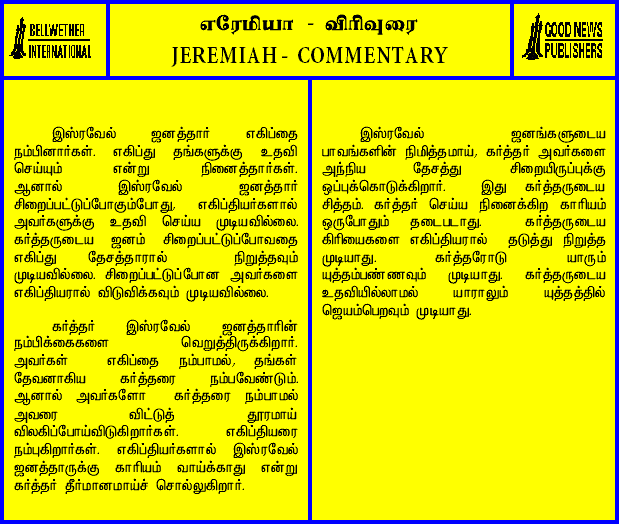 BELLWETHER
INTERNATIONAL
எரேமியா - விரிவுரை
JEREMIAH - COMMENTARY
GOOD NEWS
PUBLISHERS
இஸ்ரவேல் ஜனத்தார் எகிப்தை
நம்பினார்கள். எகிப்து தங்களுக்கு உதவி
செய்யும் என்று நினைத்தார்கள்.
ஆனால் இஸ்ரவேல் ஜனத்தார்
சிறைப்பட்டுப்போகும்போது, எகிப்தியர்களால்
அவர்களுக்கு உதவி செய்ய முடியவில்லை.
கர்த்தருடைய ஜனம் சிறைப்பட்டுப்போவதை
எகிப்து தேசத்தாரால் நிறுத்தவும்
முடியவில்லை. சிறைப்பட்டுப்போன அவர்களை
எகிப்தியரால் விடுவிக்கவும் முடியவில்லை.
கர்த்தர் இஸ்ரவேல் ஜனத்தாரின்
நம்பிக்கைகளை வெறுத்திருக்கிறார்.
அவர்கள் எகிப்தை நம்பாமல், தங்கள்
தேவனாகிய கர்த்தரை நம்பவேண்டும்.
ஆனால் அவர்களோ கர்த்தரை நம்பாமல்
அவரை விட்டுத் தூரமாய்
விலகிப்போய்விடுகிறார்கள். எகிப்தியரை
நம்புகிறார்கள். எகிப்தியர்களால் இஸ்ரவேல்
ஜனத்தாருக்கு காரியம் வாய்க்காது என்று
கர்த்தர் தீர்மானமாய்ச் சொல்லுகிறார்.
இஸ்ரவேல் ஜனங்களுடைய
பாவங்களின் நிமித்தமாய், கர்த்தர் அவர்களை
அந்நிய தேசத்து சிறையிருப்புக்கு
ஒப்புக்கொடுக்கிறார். இது கர்த்தருடைய
சித்தம். கர்த்தர் செய்ய நினைக்கிற காரியம்
ஒருபோதும் தடைபடாது. கர்த்தருடைய
கிரியைகளை எகிப்தியரால் தடுத்து நிறுத்த
முடியாது. கர்த்தரோடு யாரும்
யுத்தம்பண்ணவும் முடியாது. கர்த்தருடைய
உதவியில்லாமல் யாராலும் யுத்தத்தில்
ஜெயம்பெறவும் முடியாது.